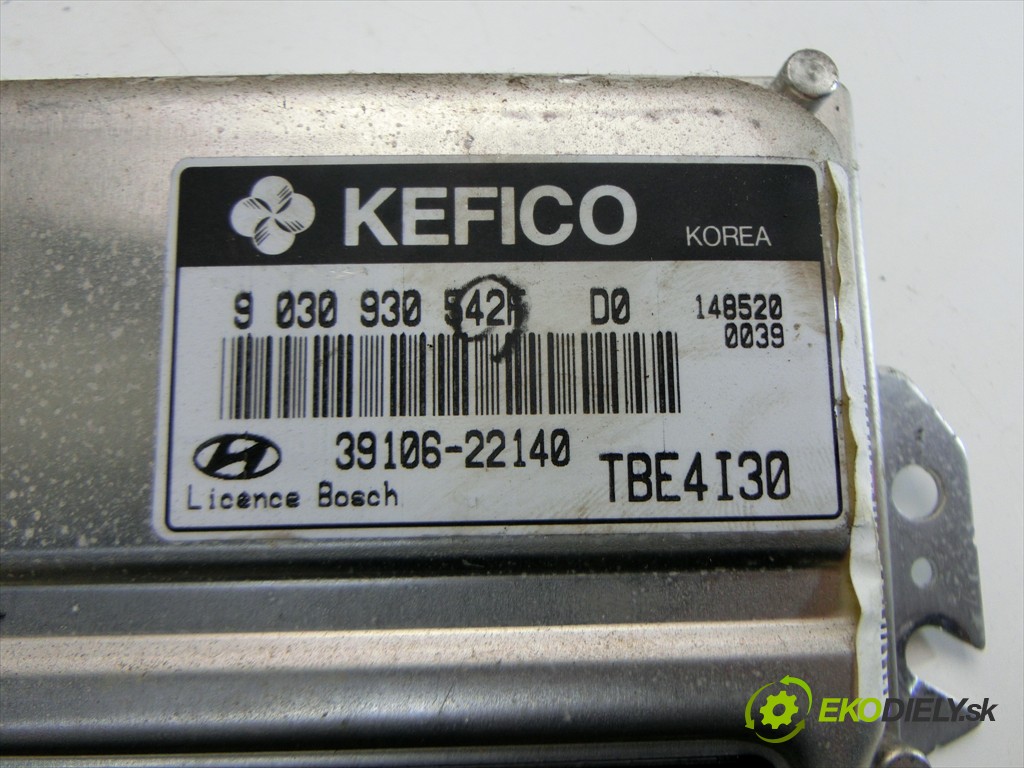 KEFICO KOREA
9 030 930 542F D0 148520
0039
39106-22140
TBE4I30
Licence Bosch
EKODIELY.sk